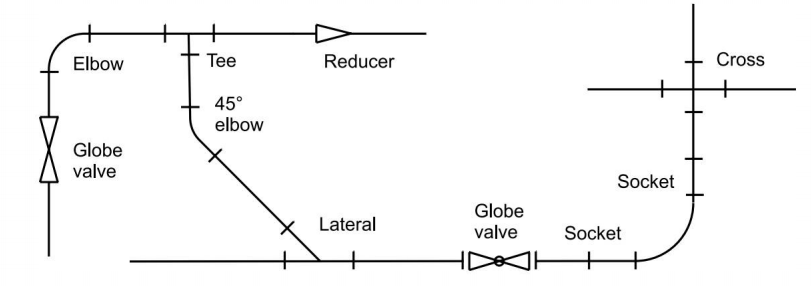 Elbow
Tee
Reducer
Cross
45°
elbow
Globe
valve
Socket
Lateral
Globe
valve
Socket